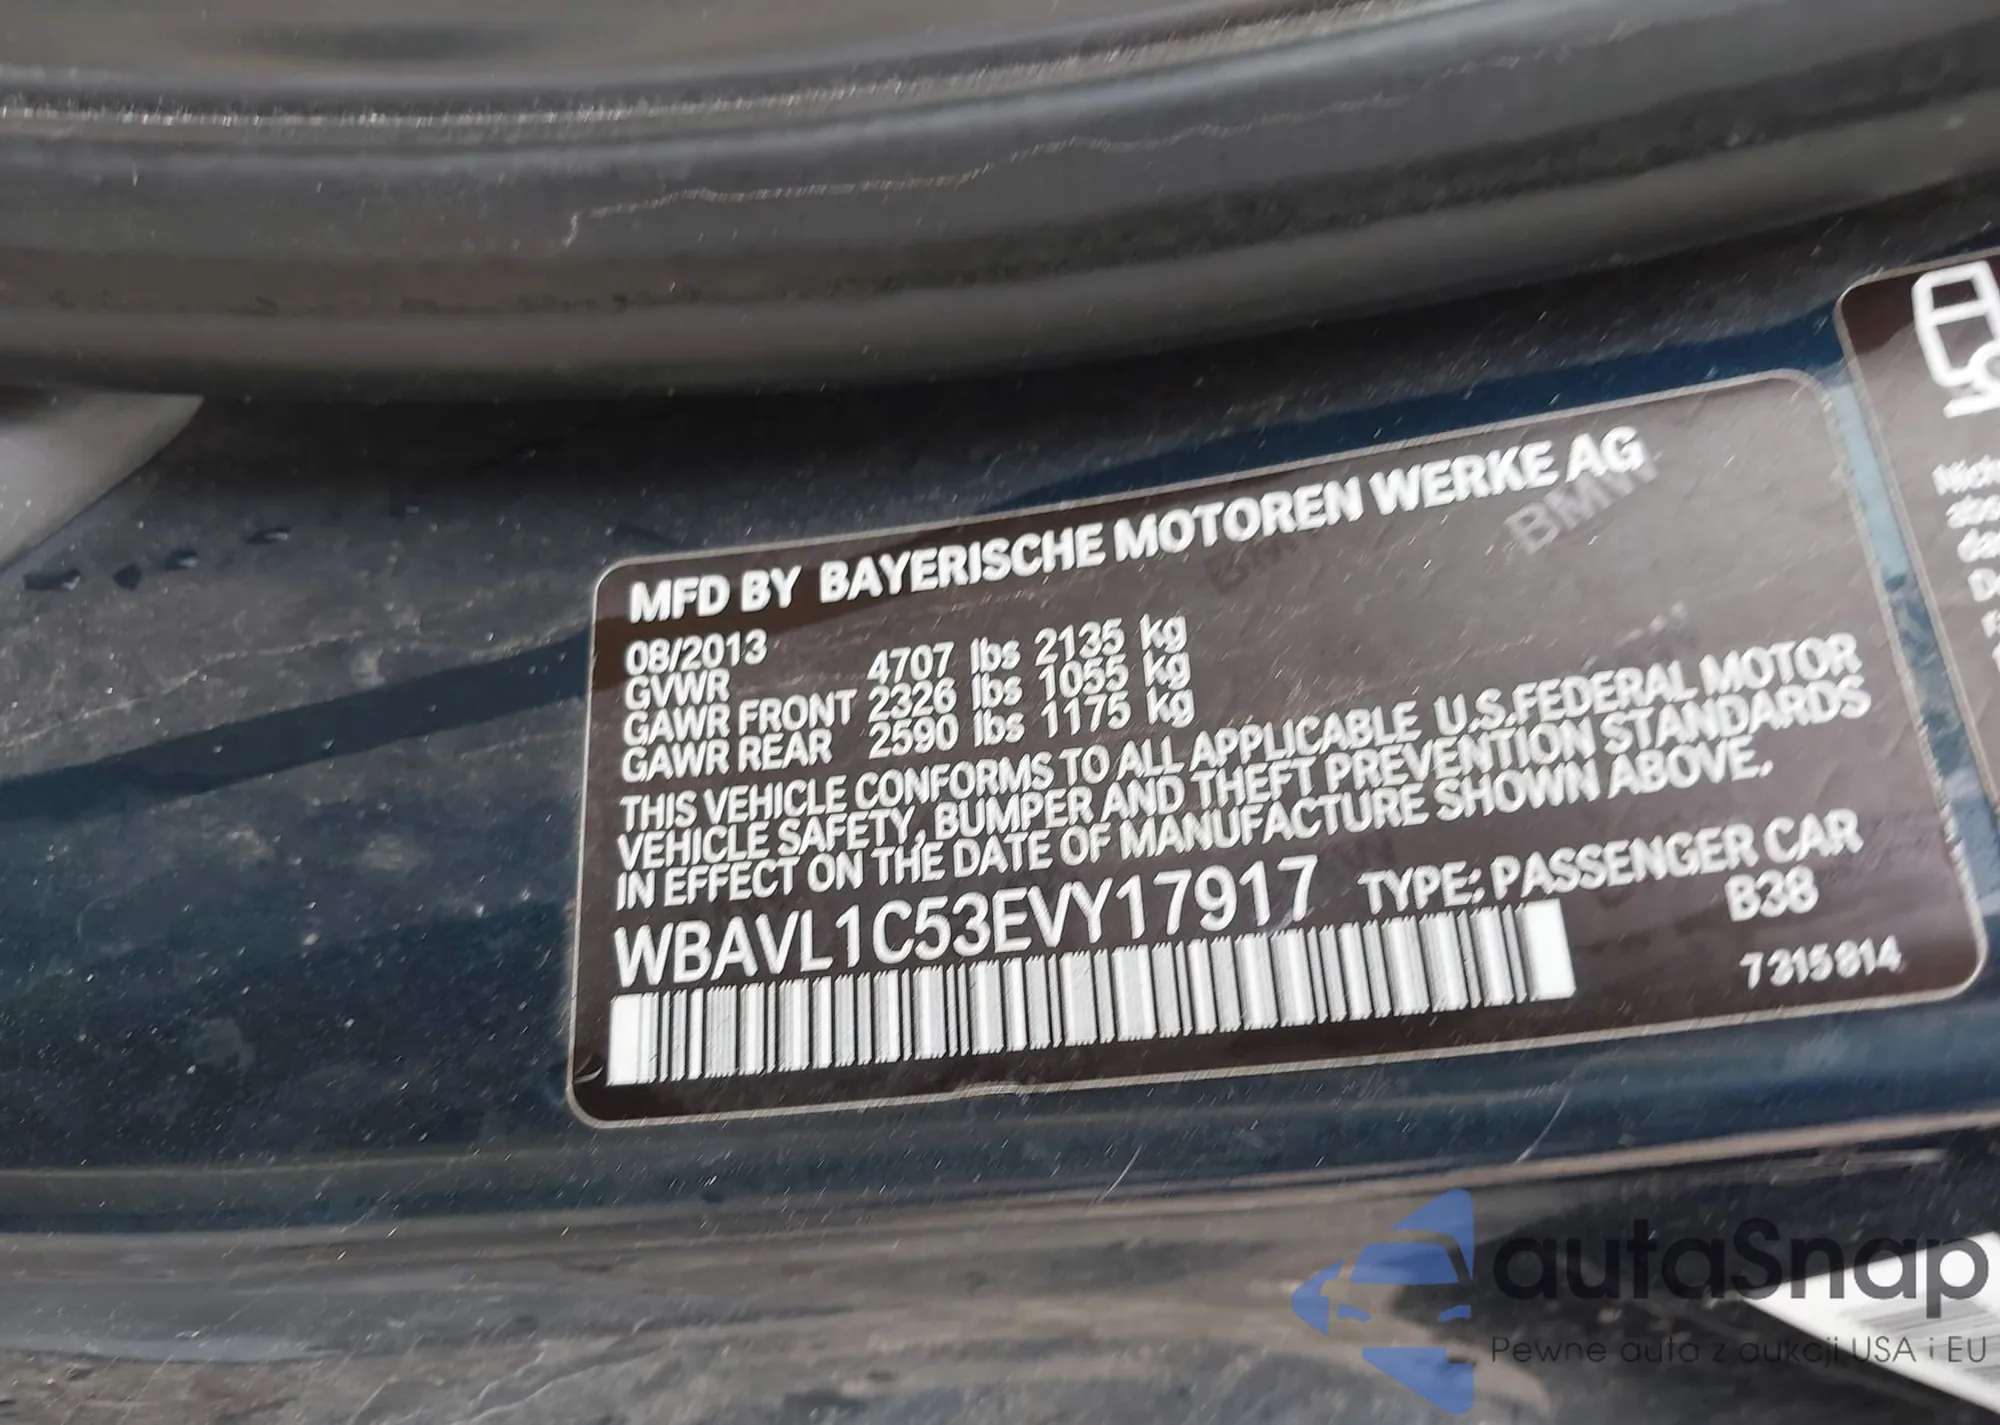 MFD BY BAYERISCHE MOTOREN WERKE AG
BMW
08/2013
GVWR 4707 lbs 2135 kg
GAWR FRONT 2326 lbs 1055 kg
GAWR REAR 2590 lbs 1175 kg
THIS VEHICLE CONFORMS TO ALL APPLICABLE U.S.FEDERAL MOTOR
VEHICLE SAFETY, BUMPER AND THEFT PREVENTION STANDARDS
IN EFFECT ON THE DATE OF MANUFACTURE SHOWN ABOVE.
WBAVL1C53EVY17917 TYPE: PASSENGER CAR
B38
7315814
autaSnap
Pewne auta z aukcji USA i EU